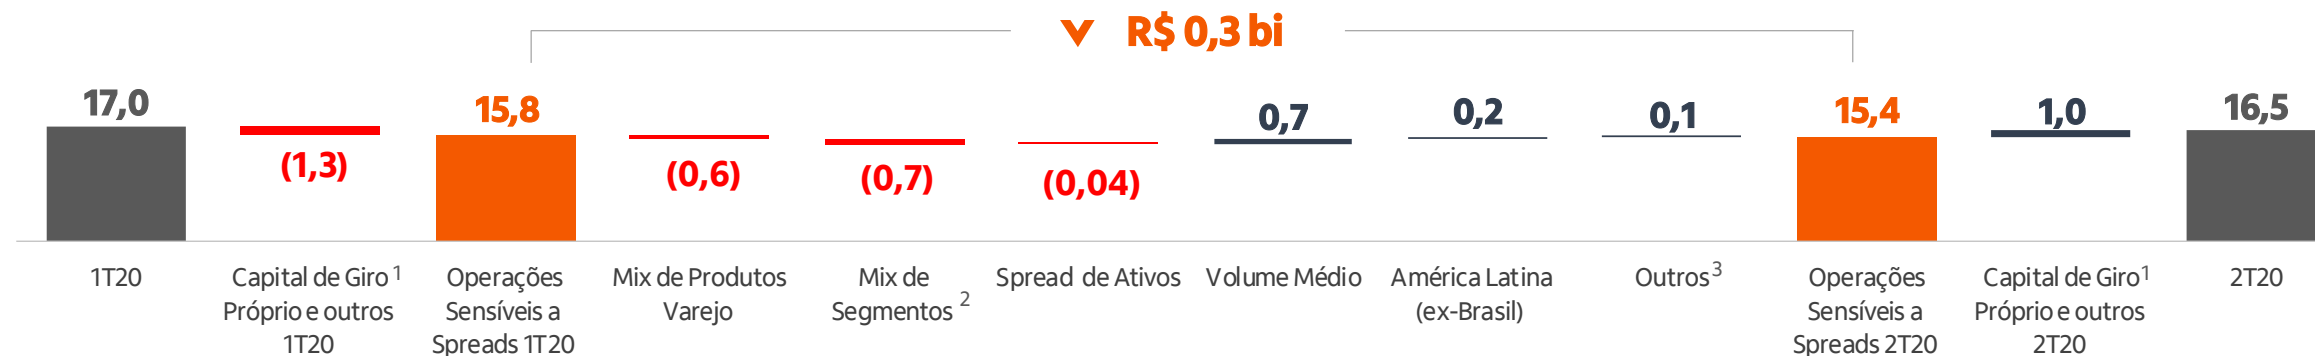 R$ 0,3 bi
17,0
(1,3)
15,8
(0,6)
(0,7)
(0,04)
0,7
0,2
0,1
15,4
1,0
16,5
1T20
Capital de Giro 1
Próprio e outros
1T20
Operações
Sensíveis a
Spreads 1T20
Mix de Produtos
Varejo
Mix de
Segmentos 2
Spread de Ativos
Volume Médio
América Latina
(ex-Brasil)
Outros 3
Operações
Sensíveis a
Spreads 2T20
Capital de Giro 1
Próprio e outros
2T20
2T20